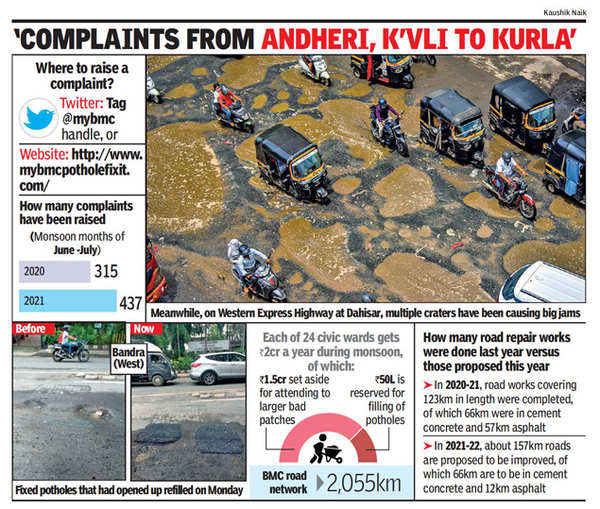 Kaushik Naik
'COMPLAINTS FROM ANDHERI, K'VLI TO KURLA'
Where to raise a
complaint?
Twitter: Tag
@mybmc
handle, or
Website: http://www.
mybmcpotholefixit.
com/
How many complaints
have been raised
(Monsoon months of
June -July)
2020 315
2021 437
Meanwhile, on Western Express Highway at Dahisar, multiple craters have been causing big jams
Before
Now
Bandra
(West)
Fixed potholes that had opened up refilled on Monday
Each of 24 civic wards gets
₹2cr a year during monsoon,
of which:
₹1.5cr set aside
for attending to
larger bad
patches
₹50L is
reserved for
filling of
potholes
BMC road
network
2,055km
How many road repair works
were done last year versus
those proposed this year
In 2020-21, road works covering
123km in length were completed,
of which 66km were in cement
concrete and 57km asphalt
In 2021-22, about 157km roads
are proposed to be improved, of
which 66km are to be in cement
concrete and 12km asphalt